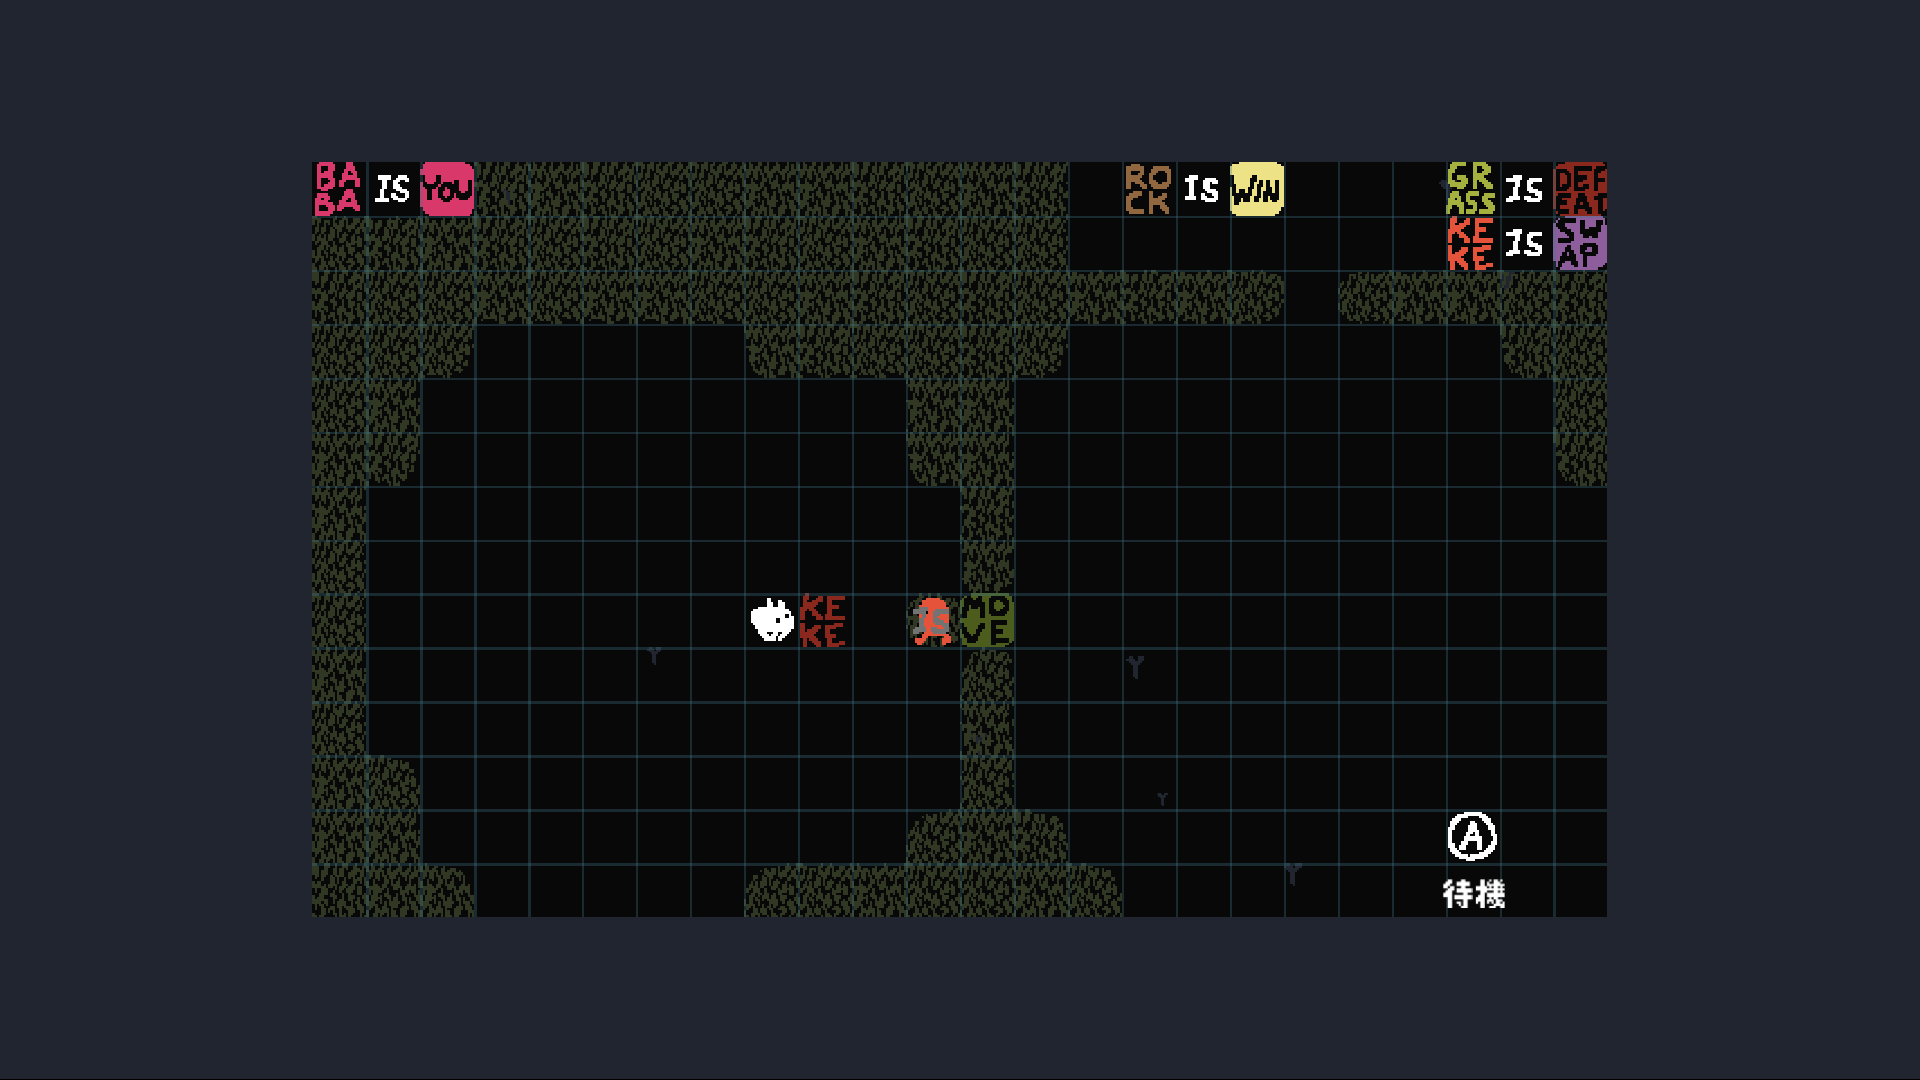 BABA IS YOU ROCK IS WIN GRASS IS DEFEAT
KEKE IS SWAP
KEKE IS MOVE
A
待機